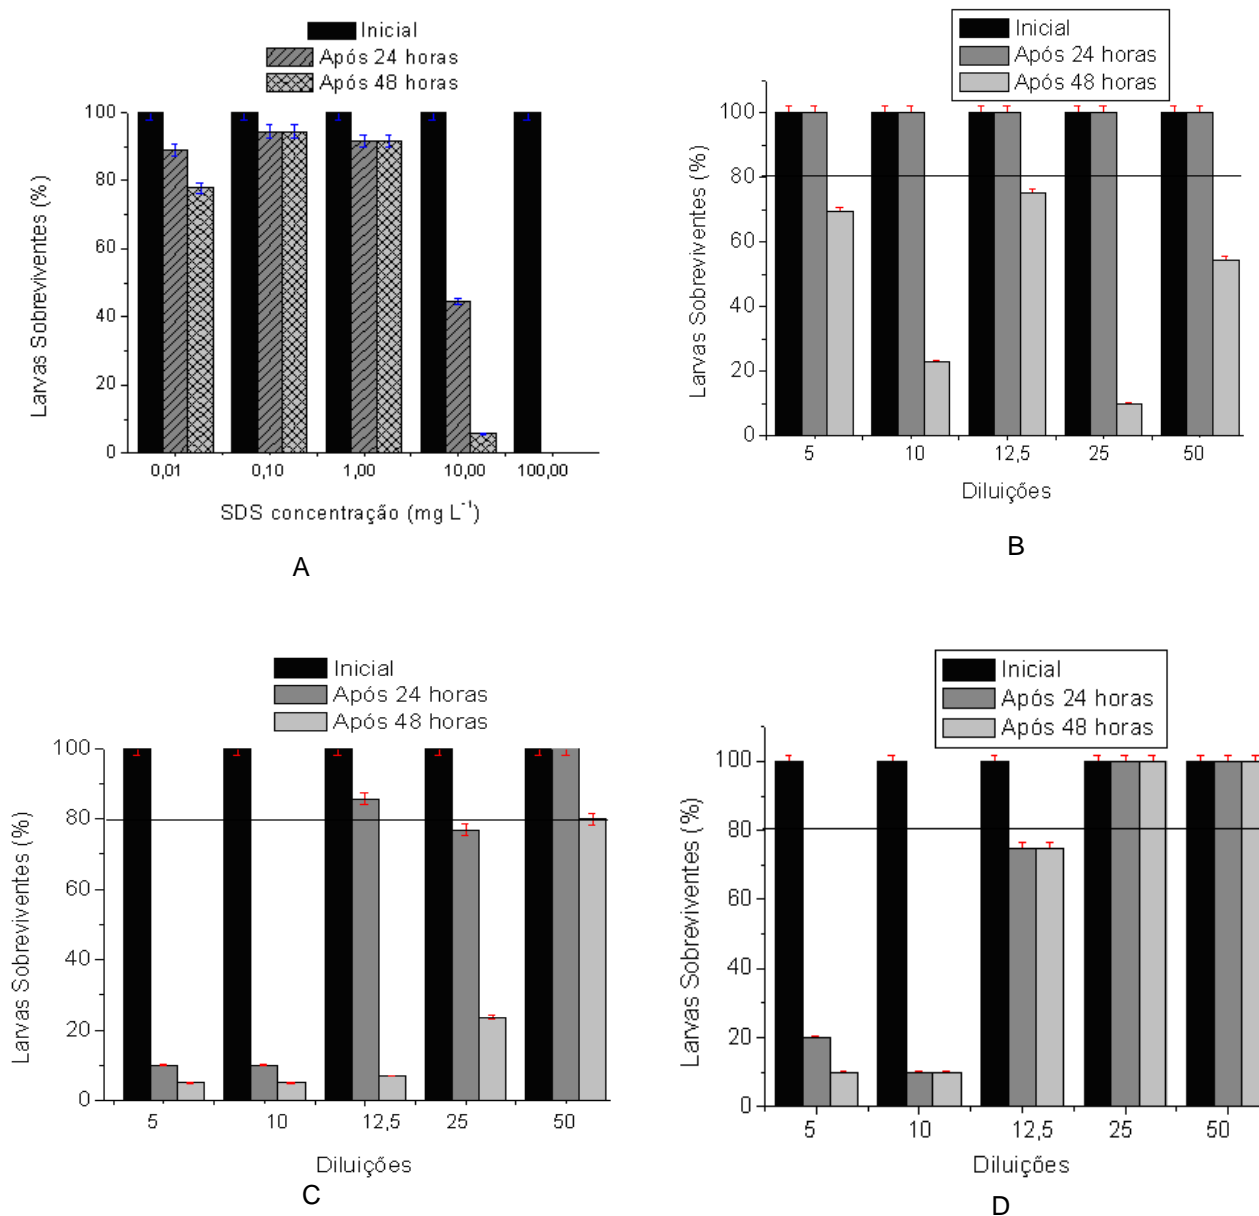 Inicial
Após 24 horas
Após 48 horas
100
80
60
40
20
0
Larvas Sobreviventes (%)
0,01 0,10 1,00 10,00 100,00
SDS concentração (mg L⁻¹)
A
Inicial
Após 24 horas
Após 48 horas
100
80
60
40
20
0
Larvas Sobreviventes (%)
5 10 12,5 25 50
Diluições
B
Inicial
Após 24 horas
Após 48 horas
100
80
60
40
20
0
Larvas Sobreviventes (%)
5 10 12,5 25 50
Diluições
C
Inicial
Após 24 horas
Após 48 horas
100
80
60
40
20
0
Larvas Sobreviventes (%)
5 10 12,5 25 50
Diluições
D